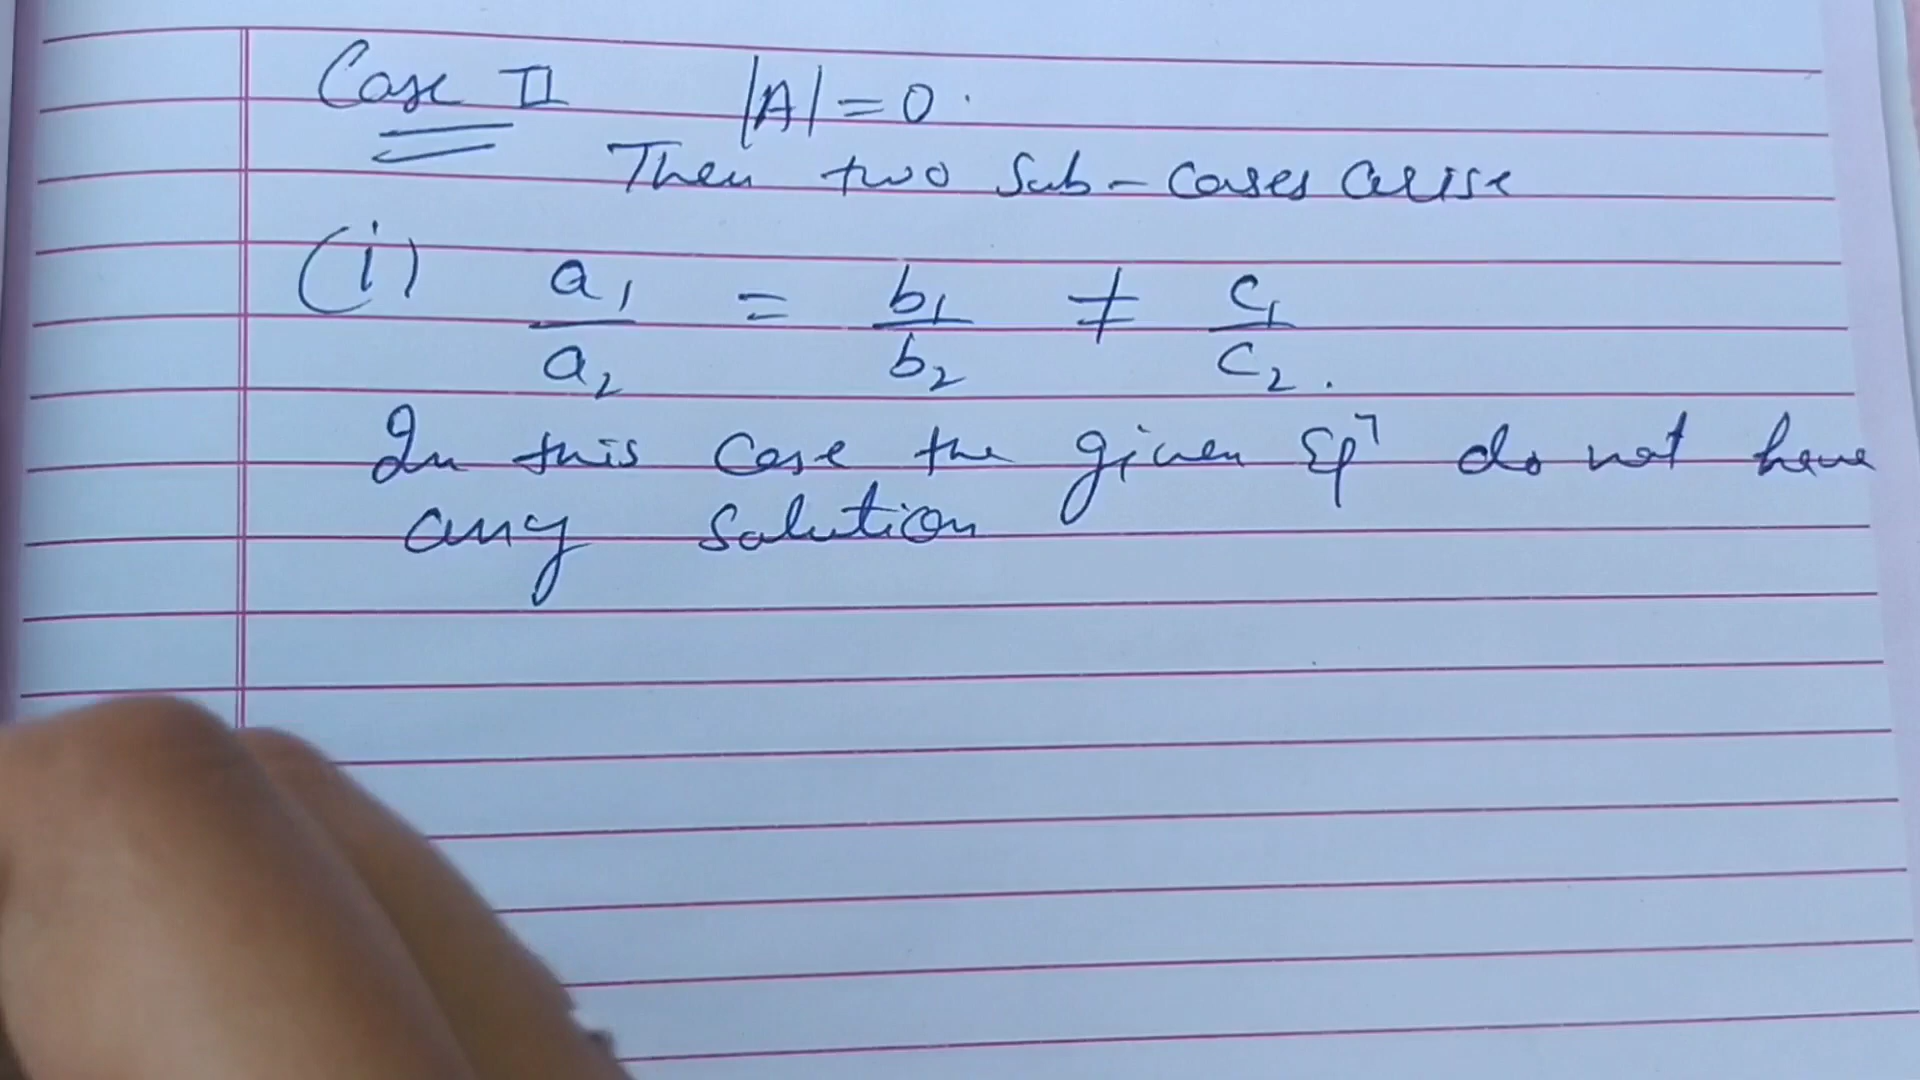 Case II |A| = 0.
Then two Sub-cases arise
(i) a₁/a₂ = b₁/b₂ ≠ c₁/c₂.
In this case the given Eqⁿ do not have
any solution